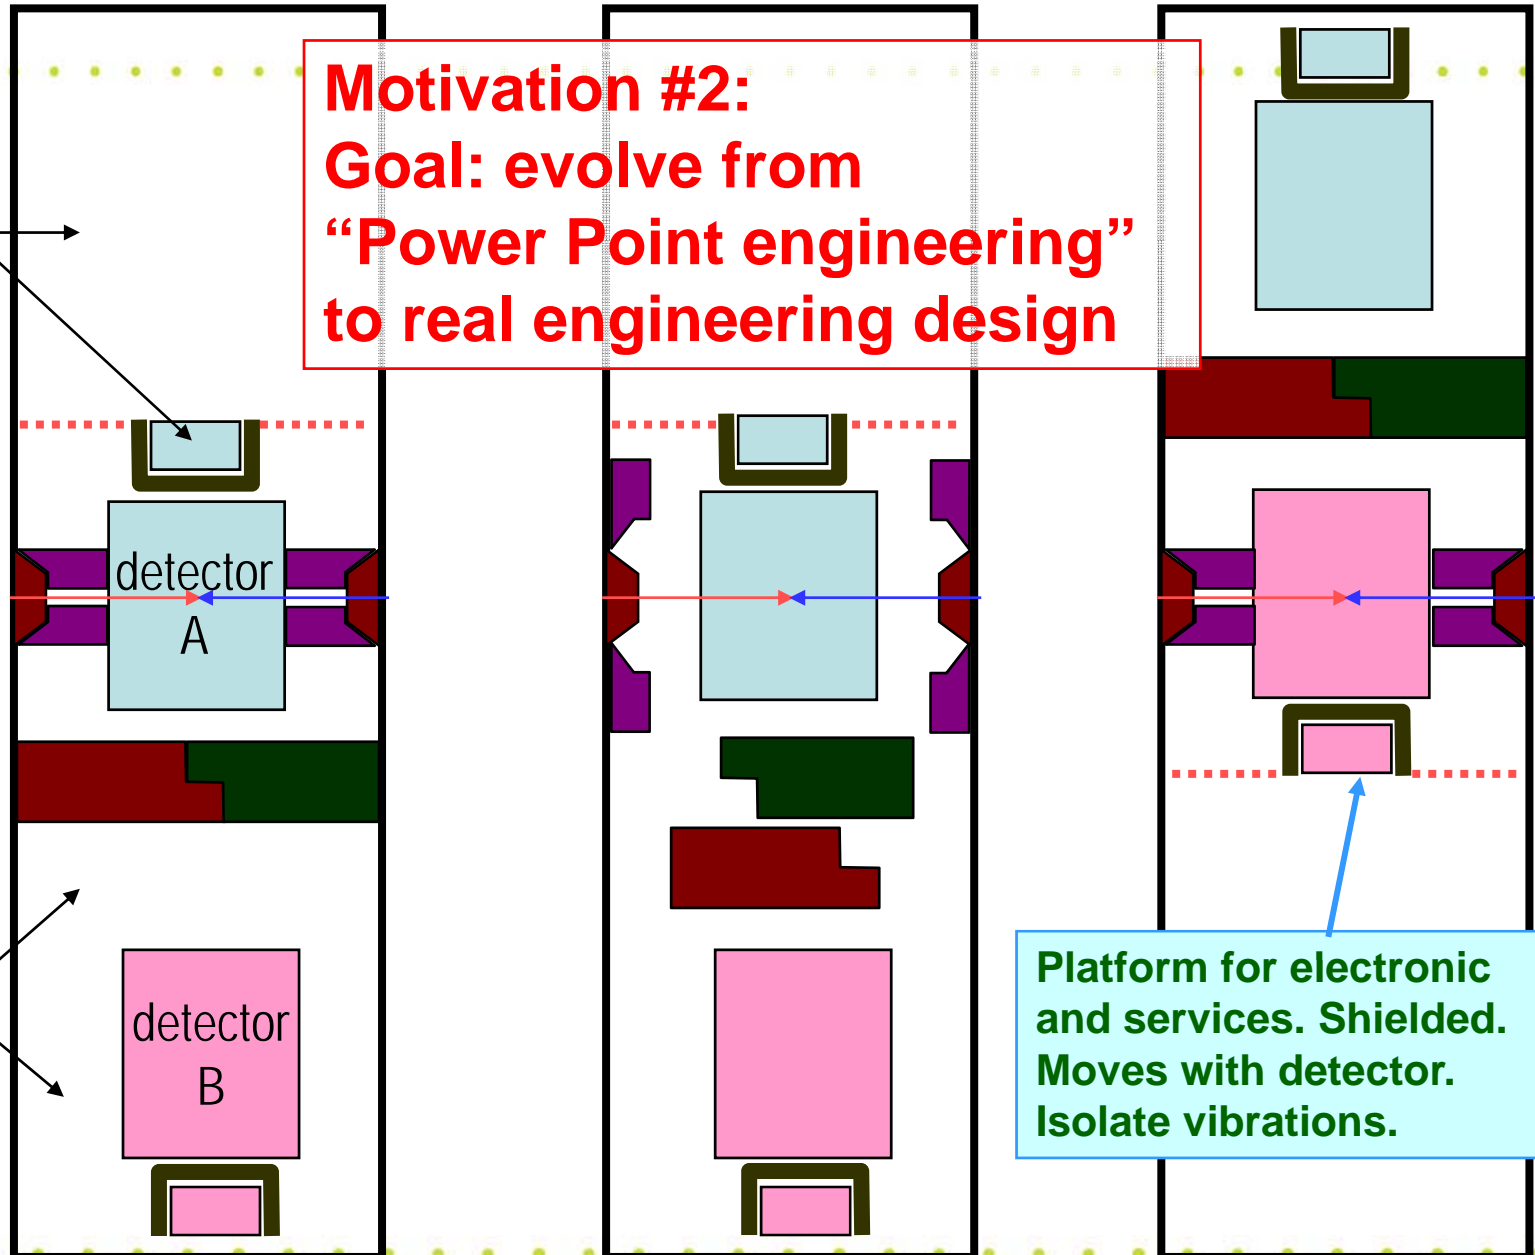 Motivation #2:
Goal: evolve from
“Power Point engineering”
to real engineering design
detector
A
detector
B
Platform for electronic
and services. Shielded.
Moves with detector.
Isolate vibrations.